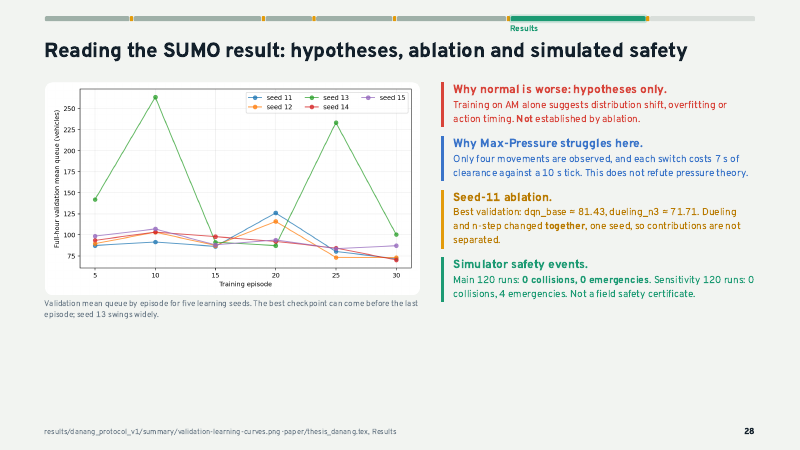 Results
Reading the SUMO result: hypotheses, ablation and simulated safety
seed 11
seed 12
seed 13
seed 14
seed 15
Full-hour validation mean queue (vehicles)
250
225
200
175
150
125
100
75
5
10
15
20
25
30
Training episode
Validation mean queue by episode for five learning seeds. The best checkpoint can come before the last
episode; seed 13 swings widely.
Why normal is worse: hypotheses only.
Training on AM alone suggests distribution shift, overfitting or
action timing. Not established by ablation.
Why Max-Pressure struggles here.
Only four movements are observed, and each switch costs 7 s of
clearance against a 10 s tick. This does not refute pressure theory.
Seed-11 ablation.
Best validation: dqn_base = 81.43, dueling_n3 = 71.71. Dueling
and n-step changed together, one seed, so contributions are not
separated.
Simulator safety events.
Main 120 runs: 0 collisions, 0 emergencies. Sensitivity 120 runs: 0
collisions, 4 emergencies. Not a field safety certificate.
results/danang_protocol_v1/summary/validation-learning-curves.png·paper/thesis_danang.tex, Results
28